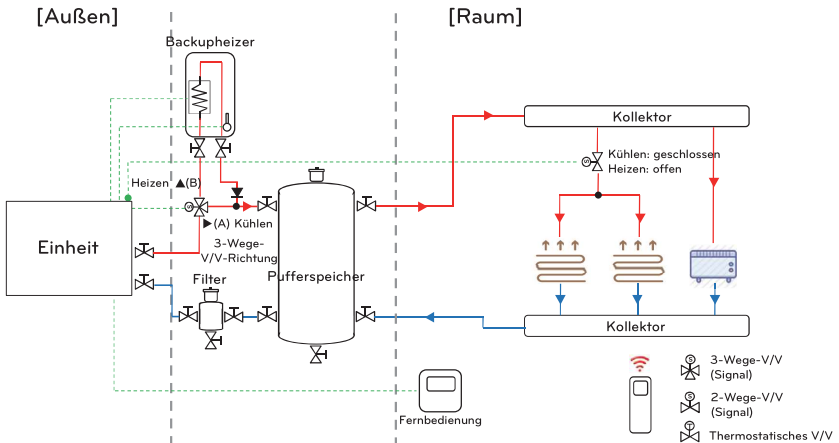 [Außen]
[Raum]
Backupheizer
Kollektor
Kühlen: geschlossen
Heizen: offen
Heizen ▲(B)
▶(A) Kühlen
3-Wege-
V/V-Richtung
Einheit
Filter
Pufferspeicher
Kollektor
Fernbedienung
S
S
S
3-Wege-V/V
(Signal)
S
2-Wege-V/V
(Signal)
T
Thermostatisches V/V